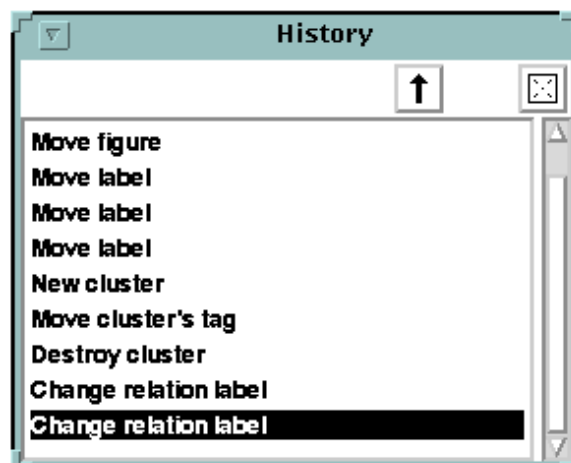 History
Move figure
Move label
Move label
Move label
New cluster
Move cluster's tag
Destroy cluster
Change relation label
Change relation label